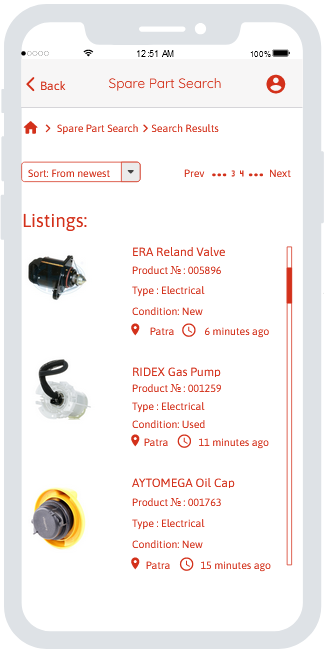 12:51 AM
100%
Back
Spare Part Search
Spare Part Search
Search Results
Sort: From newest
Prev ... 3 4 ... Next
Listings:
ERA Reland Valve
Product № : 005896
Type : Electrical
Condition: New
Patra 6 minutes ago
RIDEX Gas Pump
Product № : 001259
Type : Electrical
Condition: Used
Patra 11 minutes ago
AYTOMEGA Oil Cap
Product № : 001763
Type : Electrical
Condition: New
Patra 15 minutes ago